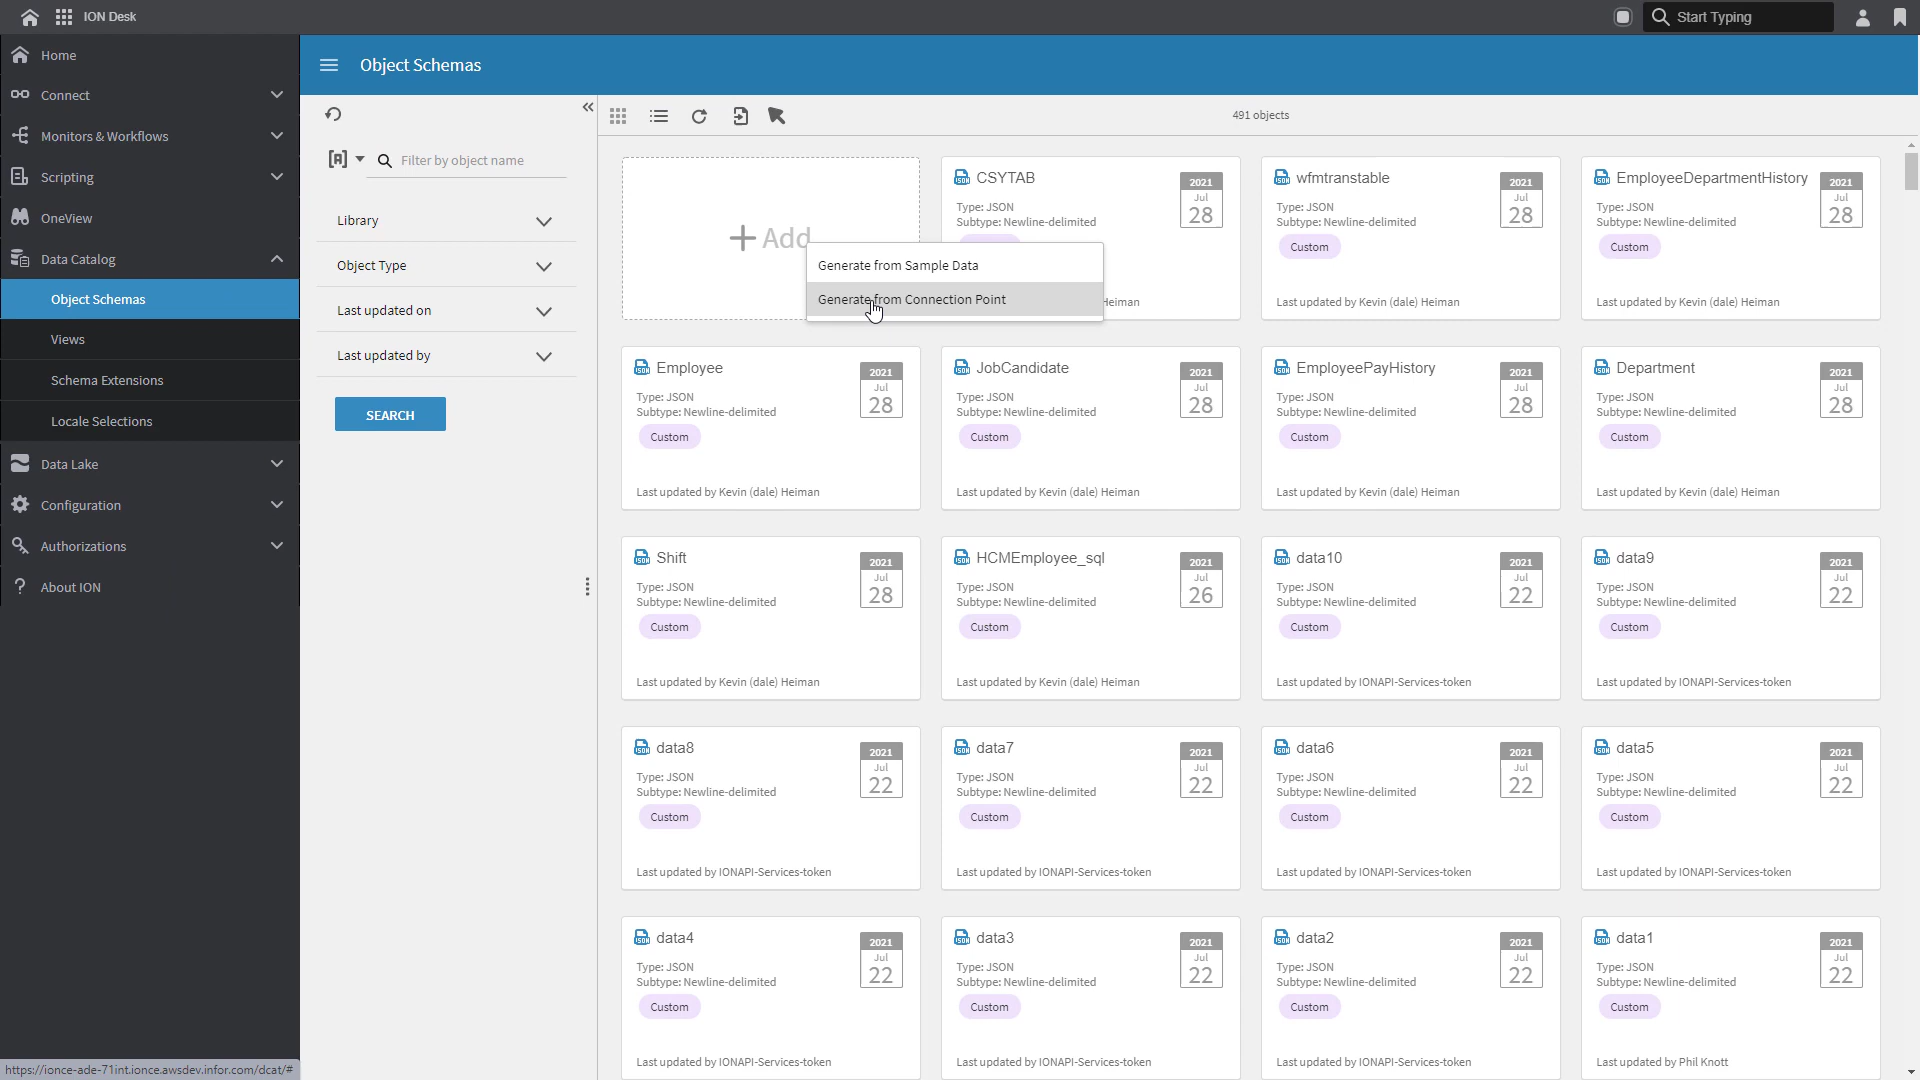 ION Desk
Start Typing
Home
Connect
Monitors & Workflows
Scripting
OneView
Data Catalog
Object Schemas
Views
Schema Extensions
Locale Selections
Data Lake
Configuration
Authorizations
About ION
https://ionce-ade-71int.ionce.awsdev.infor.com/dcat/#
Object Schemas
[A]
Filter by object name
Library
Object Type
Last updated on
Last updated by
SEARCH
491 objects
+ Add
Generate from Sample Data
Generate from Connection Point
CSYTAB
Type: JSON
Subtype: Newline-delimited
2021
Jul
28
Heiman
wfmtranstable
Type: JSON
Subtype: Newline-delimited
Custom
2021
Jul
28
Last updated by Kevin (dale) Heiman
EmployeeDepartmentHistory
Type: JSON
Subtype: Newline-delimited
Custom
2021
Jul
28
Last updated by Kevin (dale) Heiman
Employee
Type: JSON
Subtype: Newline-delimited
Custom
2021
Jul
28
Last updated by Kevin (dale) Heiman
JobCandidate
Type: JSON
Subtype: Newline-delimited
Custom
2021
Jul
28
Last updated by Kevin (dale) Heiman
EmployeePayHistory
Type: JSON
Subtype: Newline-delimited
Custom
2021
Jul
28
Last updated by Kevin (dale) Heiman
Department
Type: JSON
Subtype: Newline-delimited
Custom
2021
Jul
28
Last updated by Kevin (dale) Heiman
Shift
Type: JSON
Subtype: Newline-delimited
Custom
2021
Jul
28
Last updated by Kevin (dale) Heiman
HCMEmployee_sql
Type: JSON
Subtype: Newline-delimited
Custom
2021
Jul
26
Last updated by Kevin (dale) Heiman
data10
Type: JSON
Subtype: Newline-delimited
Custom
2021
Jul
22
Last updated by IONAPI-Services-token
data9
Type: JSON
Subtype: Newline-delimited
Custom
2021
Jul
22
Last updated by IONAPI-Services-token
data8
Type: JSON
Subtype: Newline-delimited
Custom
2021
Jul
22
Last updated by IONAPI-Services-token
data7
Type: JSON
Subtype: Newline-delimited
Custom
2021
Jul
22
Last updated by IONAPI-Services-token
data6
Type: JSON
Subtype: Newline-delimited
Custom
2021
Jul
22
Last updated by IONAPI-Services-token
data5
Type: JSON
Subtype: Newline-delimited
Custom
2021
Jul
22
Last updated by IONAPI-Services-token
data4
Type: JSON
Subtype: Newline-delimited
Custom
2021
Jul
22
Last updated by IONAPI-Services-token
data3
Type: JSON
Subtype: Newline-delimited
Custom
2021
Jul
22
Last updated by IONAPI-Services-token
data2
Type: JSON
Subtype: Newline-delimited
Custom
2021
Jul
22
Last updated by IONAPI-Services-token
data1
Type: JSON
Subtype: Newline-delimited
Custom
2021
Jul
22
Last updated by Phil Knott